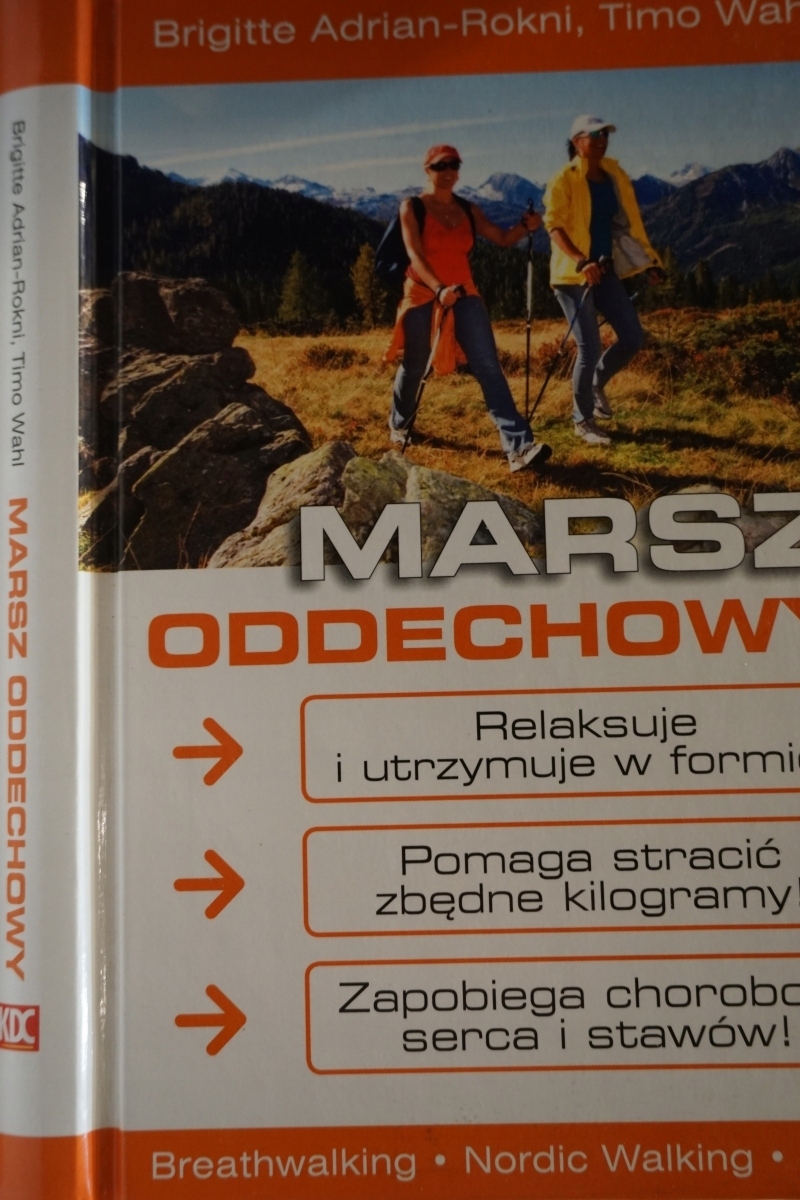 Brigitte Adrian-Rokni, Timo Wah
Brigitte Adrian-Rokni, Timo Wahl MARSZ ODDECHOWY
KDC
MARSZ
ODDECHOWY
Relaksuje
i utrzymuje w formie
Pomaga stracić
zbędne kilogramy!
Zapobiega chorobo
serca i stawów!
Breathwalking • Nordic Walking •